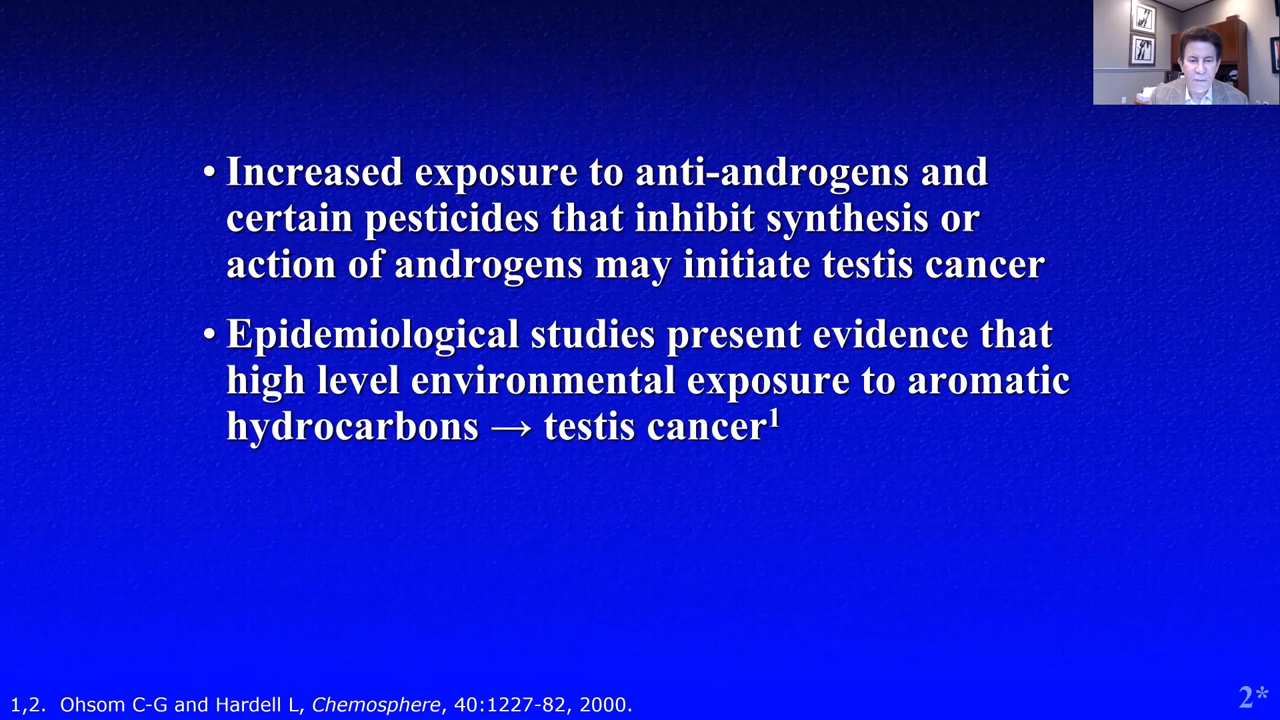 • Increased exposure to anti-androgens and
certain pesticides that inhibit synthesis or
action of androgens may initiate testis cancer
• Epidemiological studies present evidence that
high level environmental exposure to aromatic
hydrocarbons → testis cancer¹
1,2. Ohsom C-G and Hardell L, Chemosphere, 40:1227-82, 2000.
2*